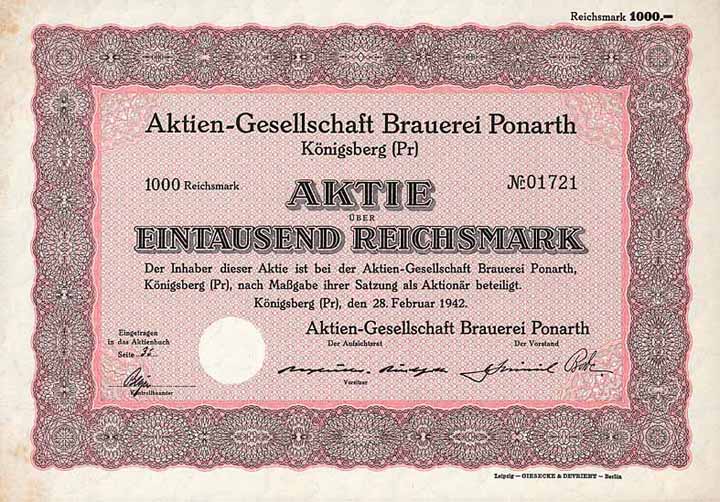 Reichsmark 1000.—
Aktien-Gesellschaft Brauerei Ponarth
Königsberg (Pr)
1000 Reichsmark
AKTIE
№ 01721
ÜBER
EINTAUSEND REICHSMARK
Der Inhaber dieser Aktie ist bei der Aktien-Gesellschaft Brauerei Ponarth,
Königsberg (Pr), nach Maßgabe ihrer Satzung als Aktionär beteiligt.
Königsberg (Pr), den 28. Februar 1942.
Eingetragen
in das Aktienbuch
Seite
Kontrollbeamter
Aktien-Gesellschaft Brauerei Ponarth
Der Aufsichtsrat Der Vorstand
Vorsitzer
Leipzig — GIESECKE & DEVRIENT — Berlin